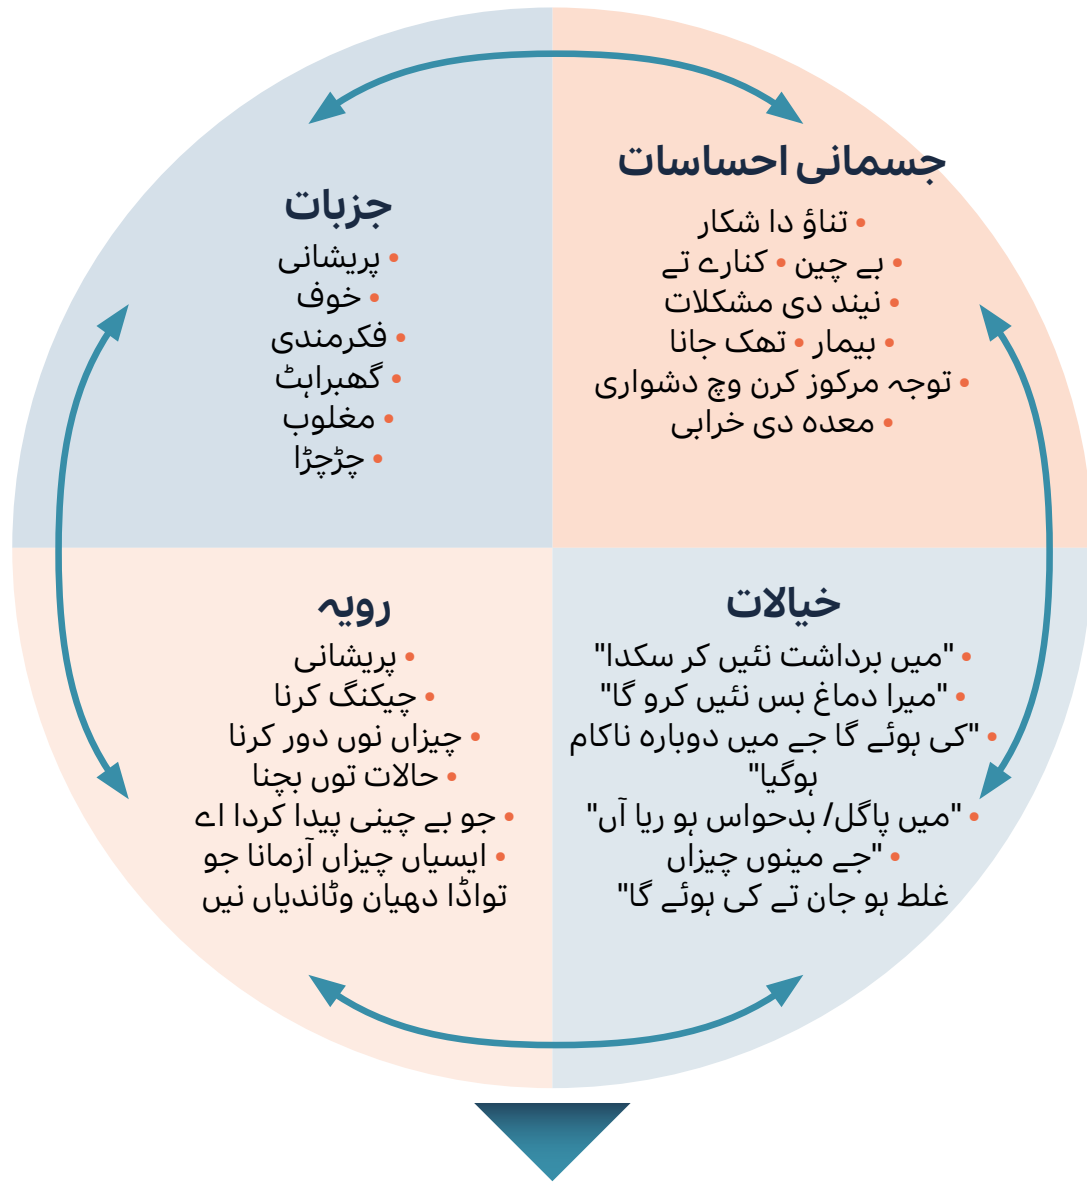 جسمانی احساسات
• تناؤ دا شکار
• بے چین • کنارے تے
• نیند دی مشکلات
• بیمار • تھک جانا
• توجہ مرکوز کرن وچ دشواری
• معدہ دی خرابی
جزبات
• پریشانی
• خوف
• فکرمندی
• گھبراہٹ
• مغلوب
• چڑچڑا
خیالات
• "میں برداشت نئیں کر سکدا"
• "میرا دماغ بس نئیں کرو گا"
• "کی ہوئے گا جے میں دوبارہ ناکام
ہوگیا"
• "میں پاگل/ بدحواس ہو ریا آں"
• "جے مینوں چیزاں
غلط ہو جان تے کی ہوئے گا"
رویہ
• پریشانی
• چیکنگ کرنا
• چیزاں نوں دور کرنا
• حالات توں بچنا
• جو بے چینی پیدا کردا اے
• ایسیاں چیزاں آزمانا جو
تواڈا دھیان وٹاندیاں نیں